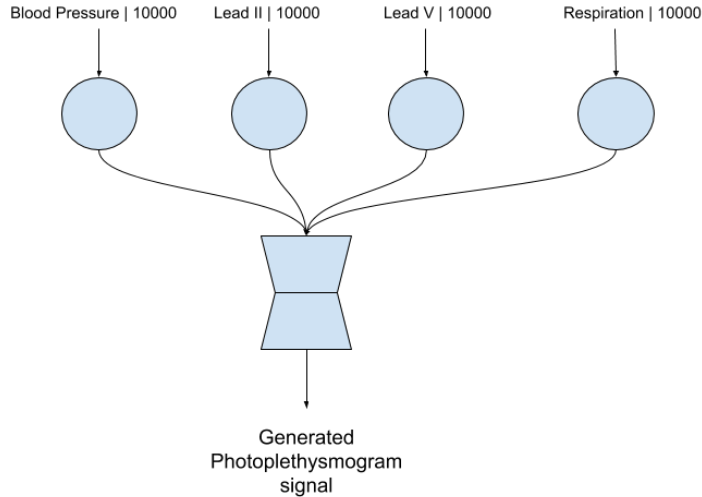 Blood Pressure | 10000
Lead II | 10000
Lead V | 10000
Respiration | 10000
Generated
Photoplethysmogram
signal